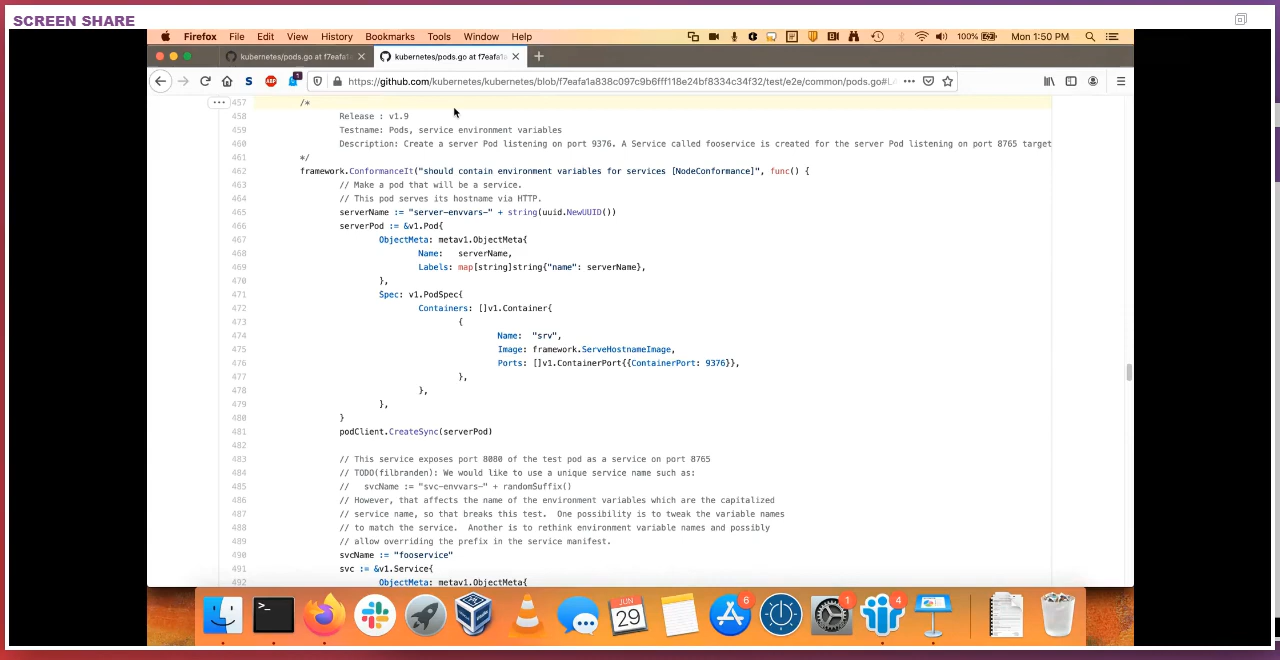 SCREEN SHARE
Firefox File Edit View History Bookmarks Tools Window Help 100% Mon 1:50 PM
kubernetes/pods.go at f7eafa1 kubernetes/pods.go at f7eafa1
https://github.com/kubernetes/kubernetes/blob/f7eafa1a838c097c9b6fff118e24bf8334c34f32/test/e2e/common/pods.go#L
457 /*
458 Release : v1.9
459 Testname: Pods, service environment variables
460 Description: Create a server Pod listening on port 9376. A Service called fooservice is created for the server Pod listening on port 8765 target
461 */
462 framework.ConformanceIt("should contain environment variables for services [NodeConformance]", func() {
463 // Make a pod that will be a service.
464 // This pod serves its hostname via HTTP.
465 serverName := "server-envvars-" + string(uuid.NewUUID())
466 serverPod := &v1.Pod{
467 ObjectMeta: metav1.ObjectMeta{
468 Name: serverName,
469 Labels: map[string]string{"name": serverName},
470 },
471 Spec: v1.PodSpec{
472 Containers: []v1.Container{
473 {
474 Name: "srv",
475 Image: framework.ServeHostnameImage,
476 Ports: []v1.ContainerPort{{ContainerPort: 9376}},
477 },
478 },
479 },
480 }
481 podClient.CreateSync(serverPod)
482
483 // This service exposes port 8080 of the test pod as a service on port 8765
484 // TODO(filbranden): We would like to use a unique service name such as:
485 // svcName := "svc-envvars-" + randomSuffix()
486 // However, that affects the name of the environment variables which are the capitalized
487 // service name, so that breaks this test. One possibility is to tweak the variable names
488 // to match the service. Another is to rethink environment variable names and possibly
489 // allow overriding the prefix in the service manifest.
490 svcName := "fooservice"
491 svc := &v1.Service{
492 ObjectMeta: metav1.ObjectMeta{
JUN
29
6
1
4